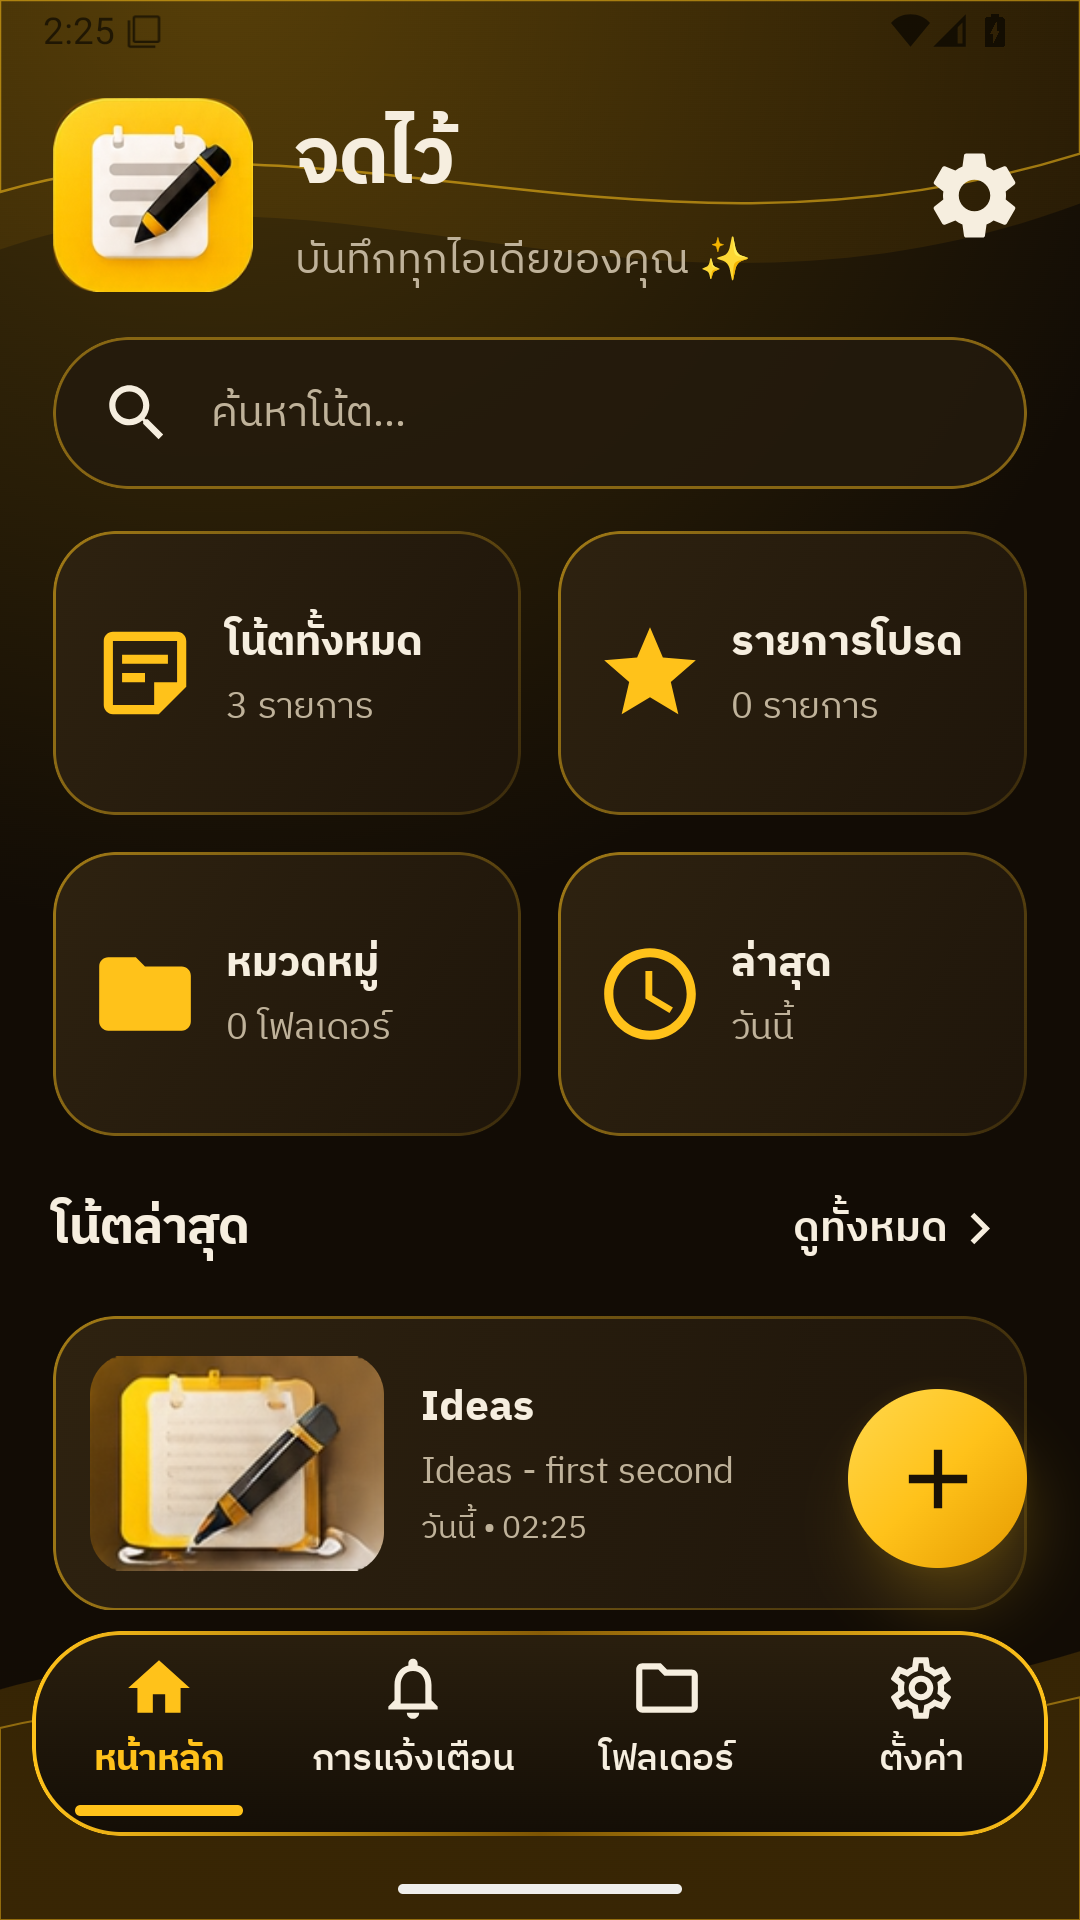 2:25
จดไว้
บันทึกทุกไอเดียของคุณ ✨
ค้นหาโน้ต...
โน้ตทั้งหมด
3 รายการ
รายการโปรด
0 รายการ
หมวดหมู่
0 โฟลเดอร์
ล่าสุด
วันนี้
โน้ตล่าสุด
ดูทั้งหมด
Ideas
Ideas - first second
วันนี้ • 02:25
หน้าหลัก
การแจ้งเตือน
โฟลเดอร์
ตั้งค่า